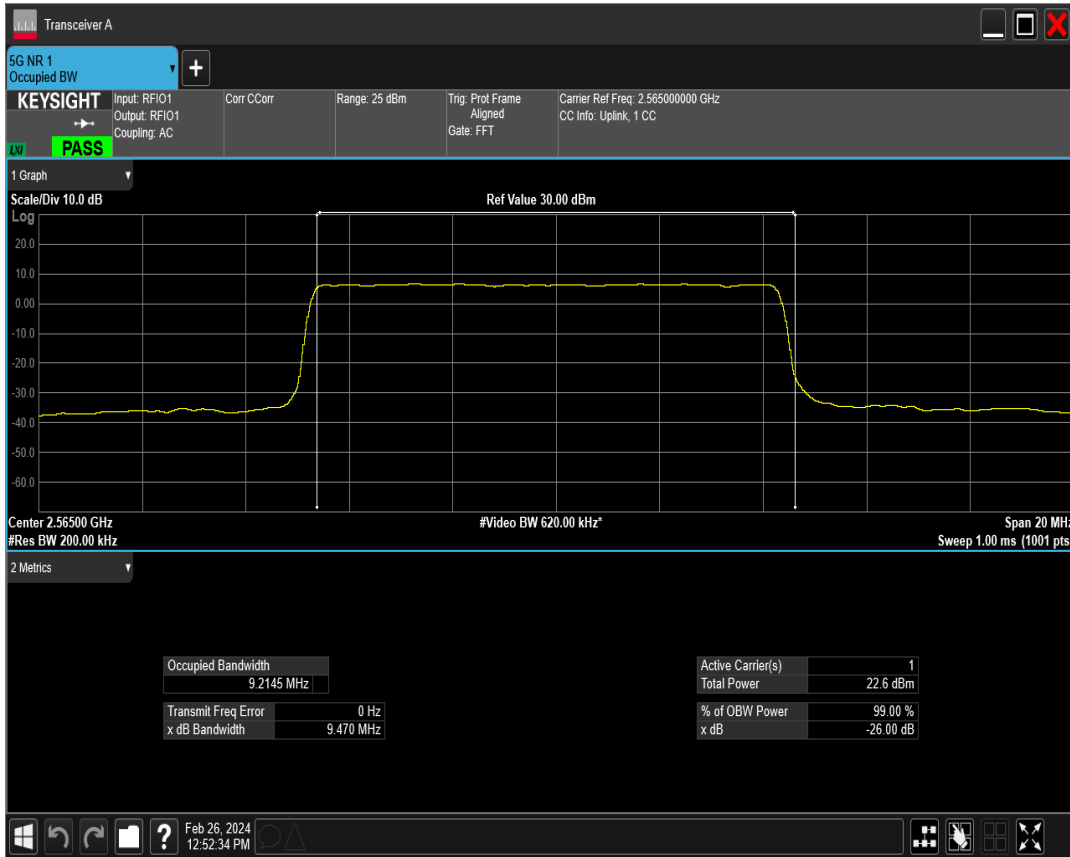 Transceiver A
5G NR 1
Occupied BW
KEYSIGHT
LXI
PASS
Input: RFIO1
Output: RFIO1
Coupling: AC
Corr CCorr
Range: 25 dBm
Trig: Prot Frame
Aligned
Gate: FFT
Carrier Ref Freq: 2.565000000 GHz
CC Info: Uplink, 1 CC
1 Graph
Scale/Div 10.0 dB
Ref Value 30.00 dBm
Log
20.0
10.0
0.00
-10.0
-20.0
-30.0
-40.0
-50.0
-60.0
Center 2.56500 GHz
#Video BW 620.00 kHz*
Span 20 MHz
#Res BW 200.00 kHz
Sweep 1.00 ms (1001 pts
2 Metrics
Occupied Bandwidth
9.2145 MHz
Transmit Freq Error 0 Hz
x dB Bandwidth 9.470 MHz
Active Carrier(s) 1
Total Power 22.6 dBm
% of OBW Power 99.00 %
x dB -26.00 dB
?
Feb 26, 2024
12:52:34 PM